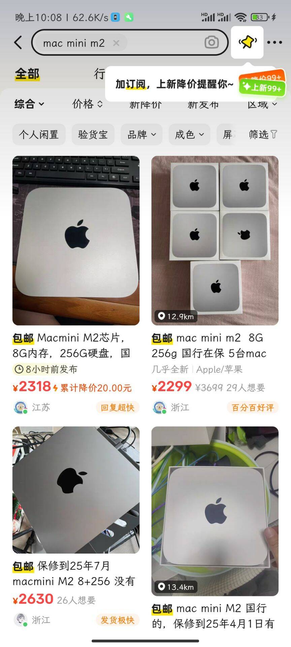 晚上10:08 | 62.6K/s
53
mac mini m2
全部
行
加订阅，上新降价提醒你~
降价99+
上新99+
综合
价格
新降价
新发布
区域
个人闲置
验货宝
品牌
成色
屏
筛选
包邮 Macmini M2芯片，
8G内存，256G硬盘，国
8小时前发布
¥2318 累计降价20.00元
江苏
回复超快
12.9km
包邮 mac mini m2 8G
256g 国行在保 5台mac
几乎全新 | Apple/苹果
¥2299 ¥3699 29人想要
浙江
百分百好评
包邮 保修到25年7月
macmini M2 8+256 没有
¥2630 26人想要
浙江
发货极快
13.4km
包邮 mac mini M2 国行
的，保修到25年4月1日有